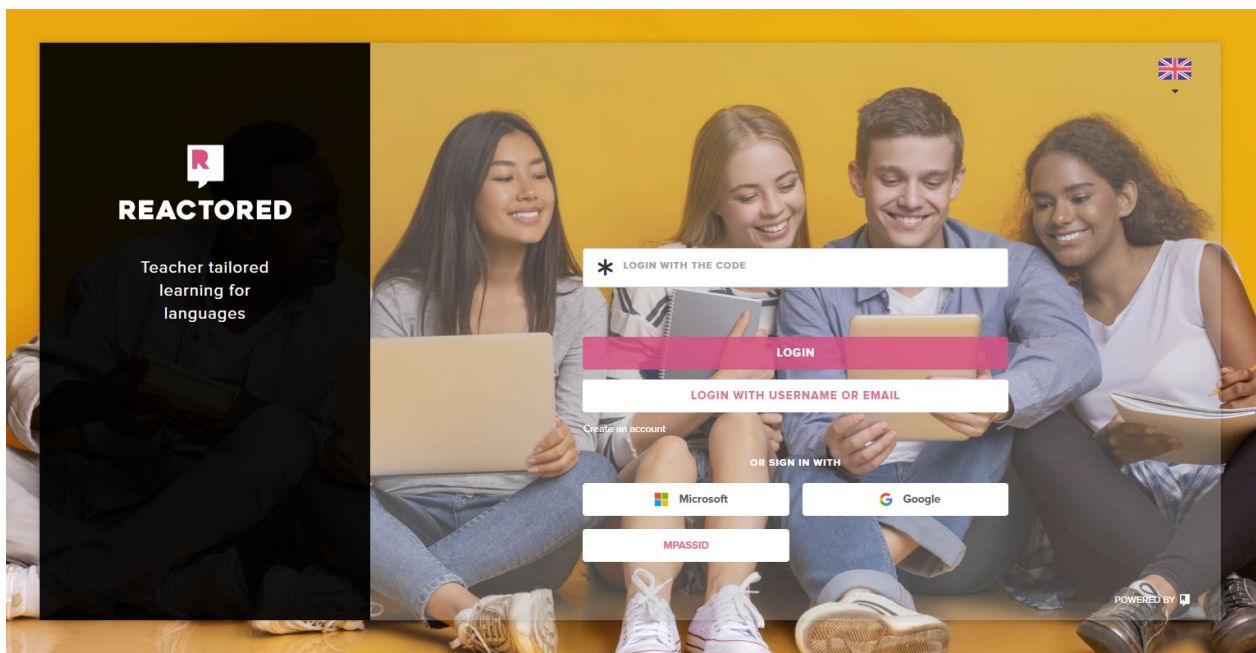 R
REACTORED
Teacher tailored
learning for
languages
LOGIN WITH THE CODE
LOGIN
LOGIN WITH USERNAME OR EMAIL
Create an account
OR SIGN IN WITH
Microsoft
Google
MPASSID
POWERED BY